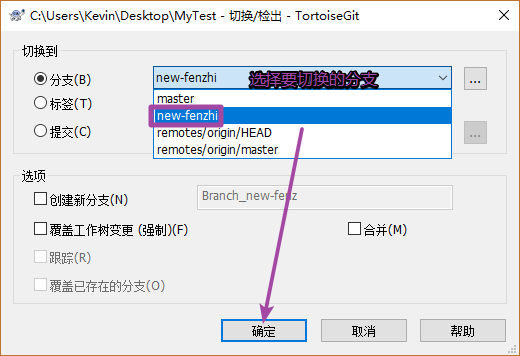 C:\Users\Kevin\Desktop\MyTest - 切换/检出 - TortoiseGit
切换到
分支(B)
new-fenzhi
选择要切换的分支
...
标签(T)
master
new-fenzhi
提交(C)
remotes/origin/HEAD
...
remotes/origin/master
选项
创建新分支(N)
Branch_new-fenz
覆盖工作树变更 (强制)(F)
合并(M)
跟踪(R)
覆盖已存在的分支(O)
确定
取消
帮助